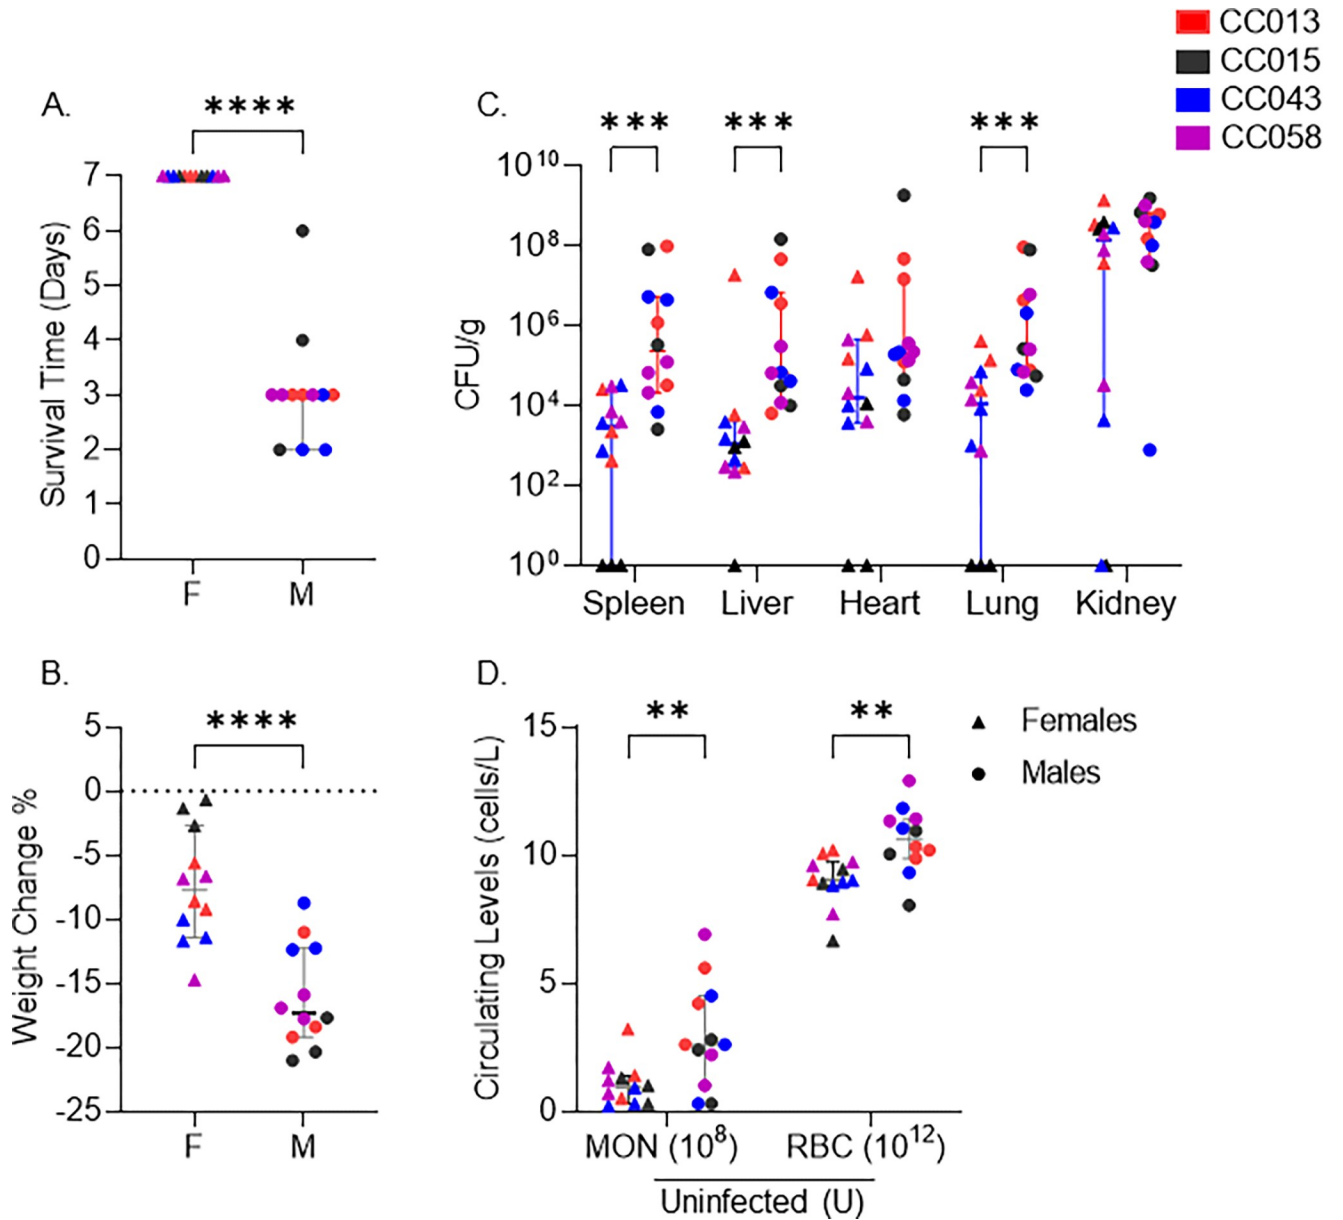 CC013
CC015
CC043
CC058
A.
****
Survival Time (Days)
7
6
5
4
3
2
1
0
F M
C.
*** *** ***
CFU/g
10^10
10^8
10^6
10^4
10^2
10^0
Spleen Liver Heart Lung Kidney
B.
****
Weight Change %
5
0
-5
-10
-15
-20
-25
F M
D.
** **
Circulating Levels (cells/L)
15
10
5
0
MON (10^8) RBC (10^12)
Uninfected (U)
Females
Males